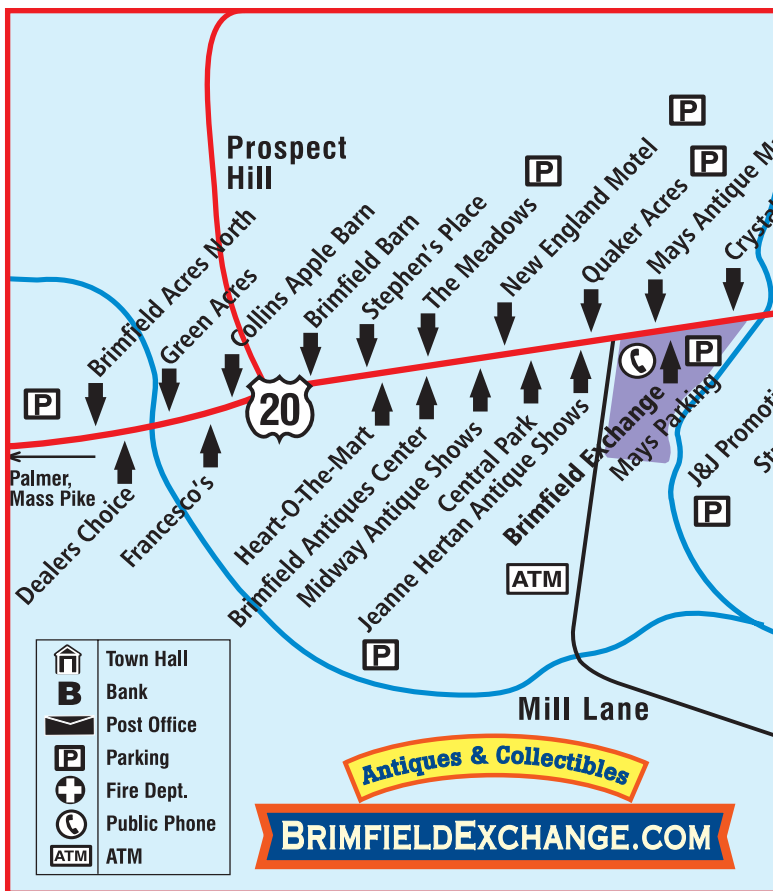 Prospect
Hill
P
P
P
Brimfield Acres North
Green Acres
Collins Apple Barn
Brimfield Barn
Stephen's Place
The Meadows
New England Motel
Quaker Acres
Mays Antique
P
20
P
Palmer,
Mass Pike
Dealers Choice
Francesco's
Heart-O-The-Mart
Brimfield Antiques Center
Midway Antique Shows
Central Park
Jeanne Hertan Antique Shows
Brimfield Exchange
Mays Parking
J&J
P
ATM
P
Mill Lane
Town Hall
B Bank
Post Office
P Parking
Fire Dept.
Public Phone
ATM ATM
Antiques & Collectibles
BRIMFIELDEXCHANGE.COM